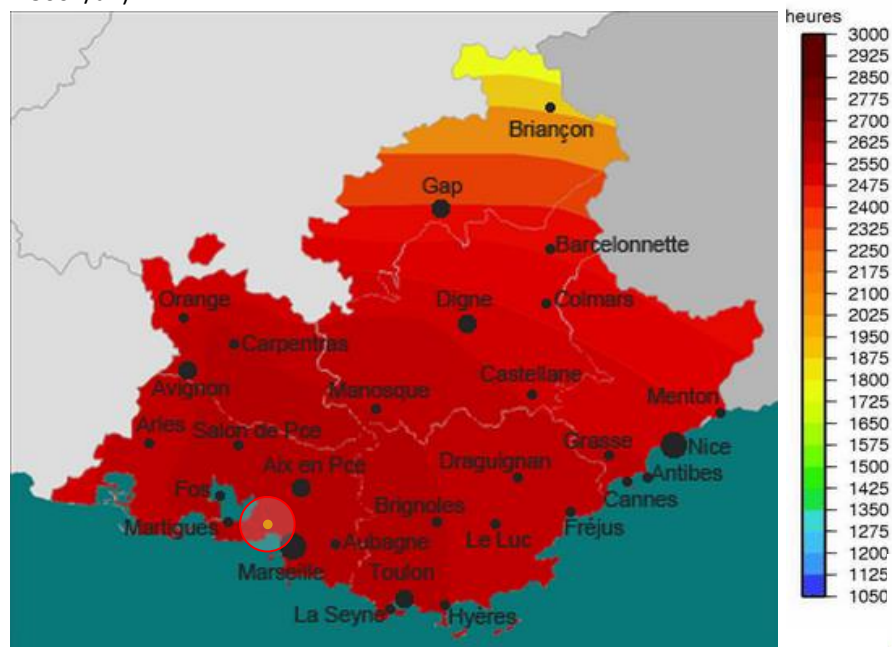 heures
3000
2925
2850
2775
2700
2625
2550
2475
2400
2325
2250
2175
2100
2025
1950
1875
1800
1725
1650
1575
1500
1425
1350
1275
1200
1125
1050
Briançon
Gap
Barcelonnette
Orange
Digne
Colmars
Carpentras
Avignon
Manosque
Castellane
Menton
Arles
Salon de Pce
Grasse
Nice
Aix en Pce
Draguignan
Antibes
Fos
Cannes
Brignoles
Martigues
Le Luc
Fréjus
Aubagne
Marseille
Toulon
La Seyne
Hyères